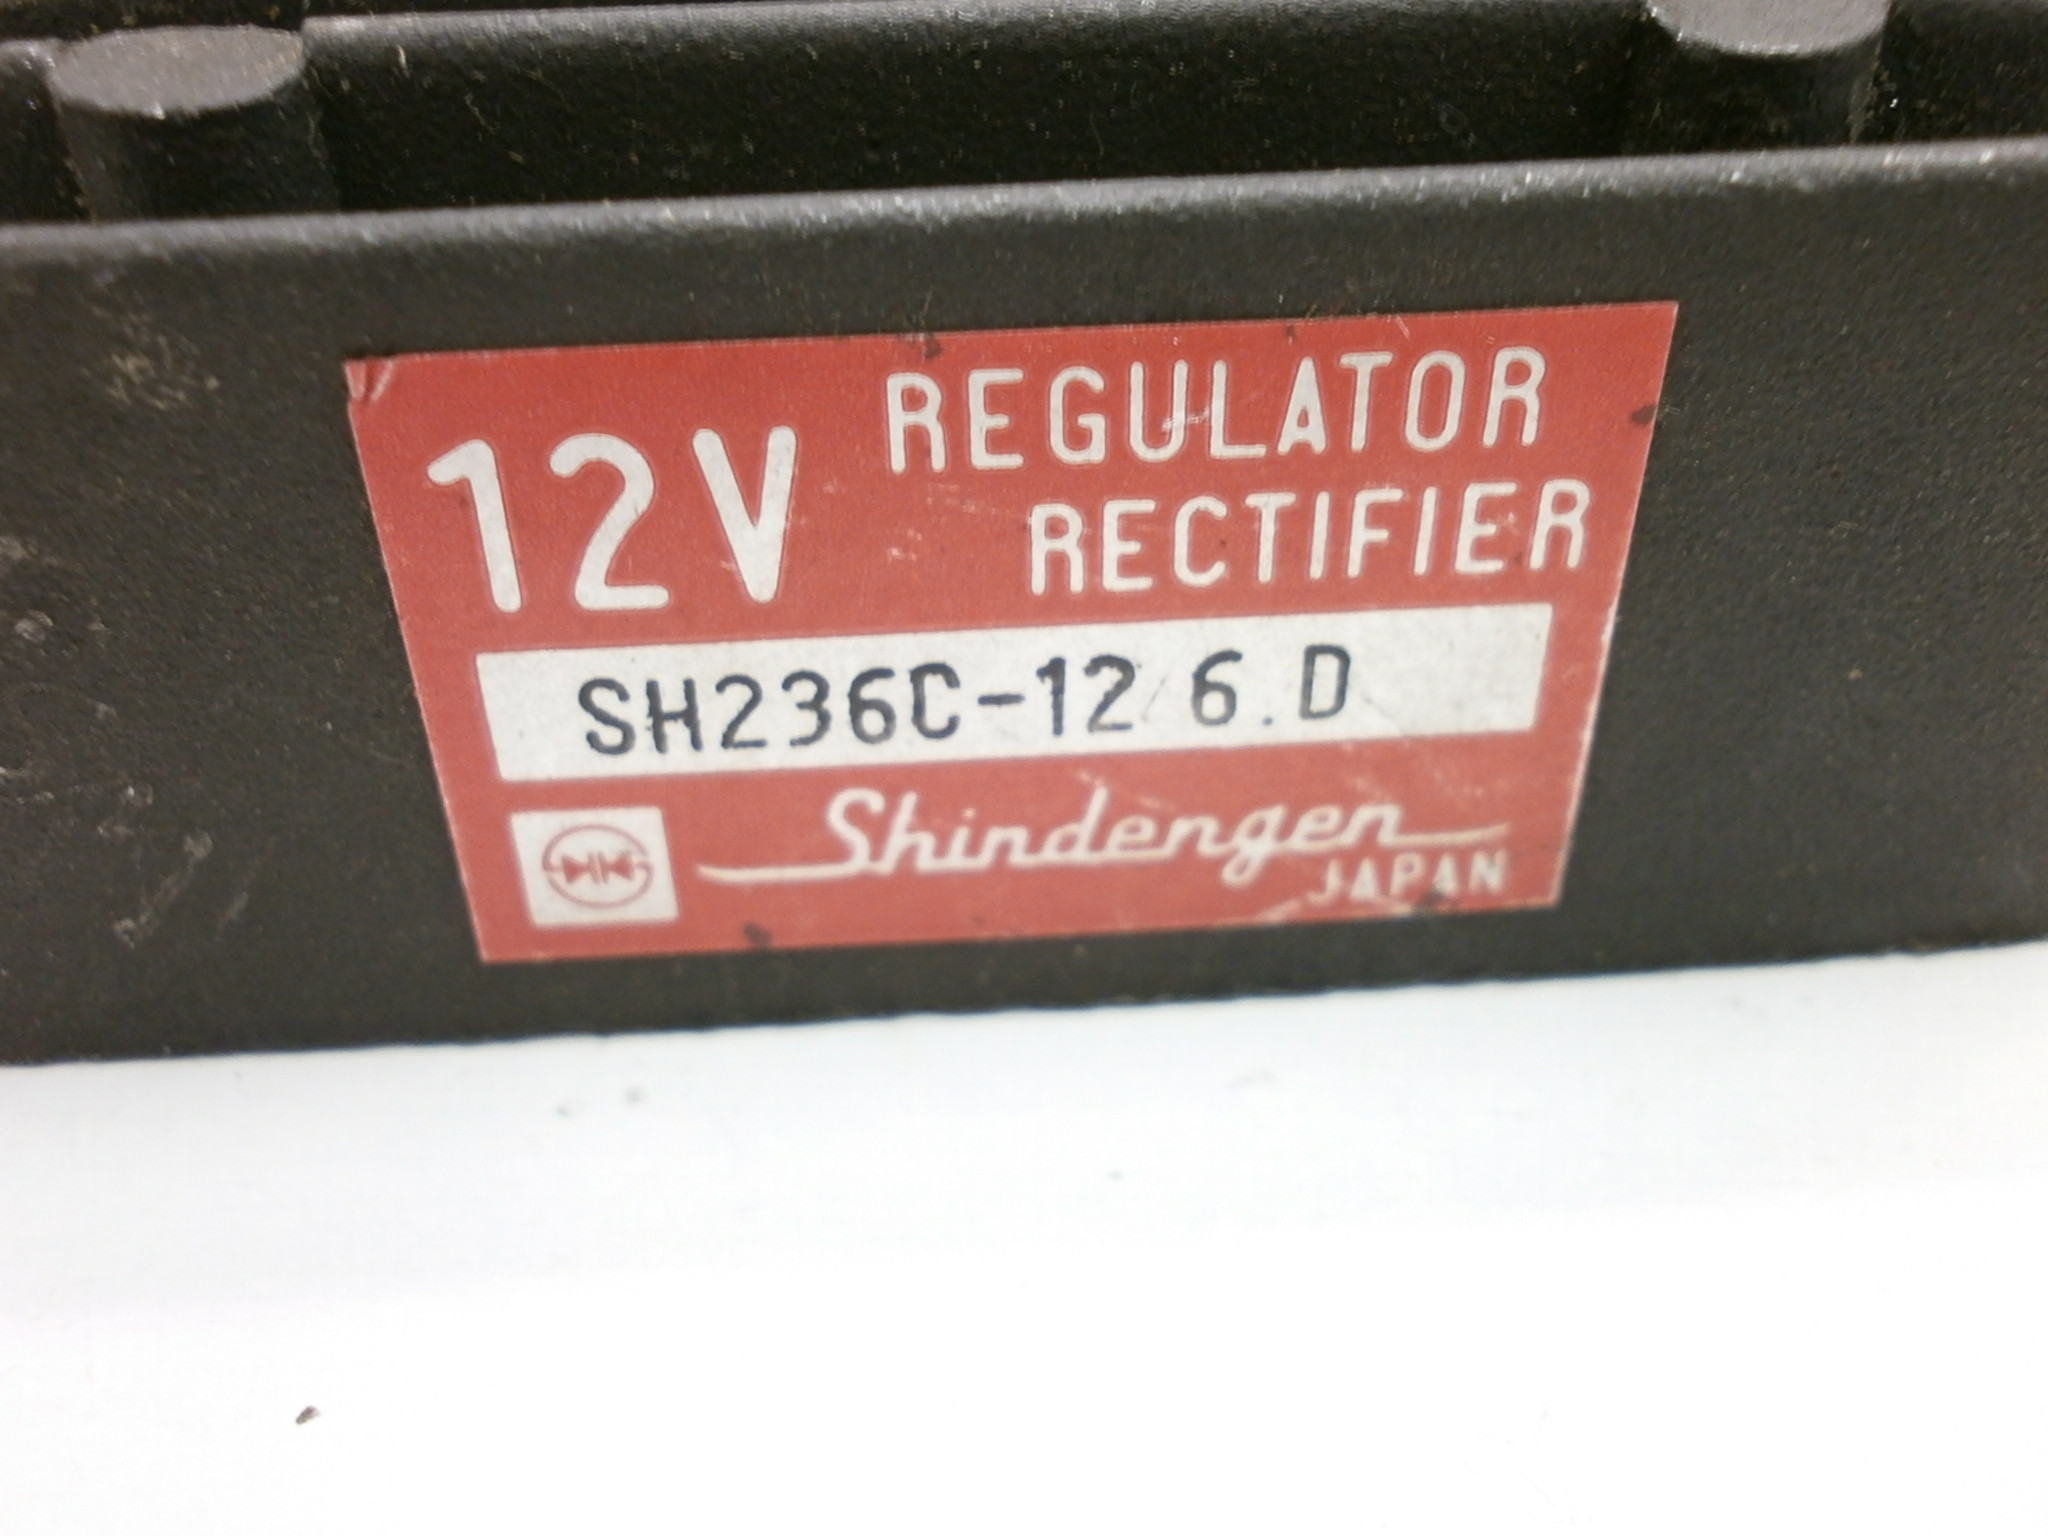 12V REGULATOR
RECTIFIER
SH236C-12 6.D
Shindengen
JAPAN